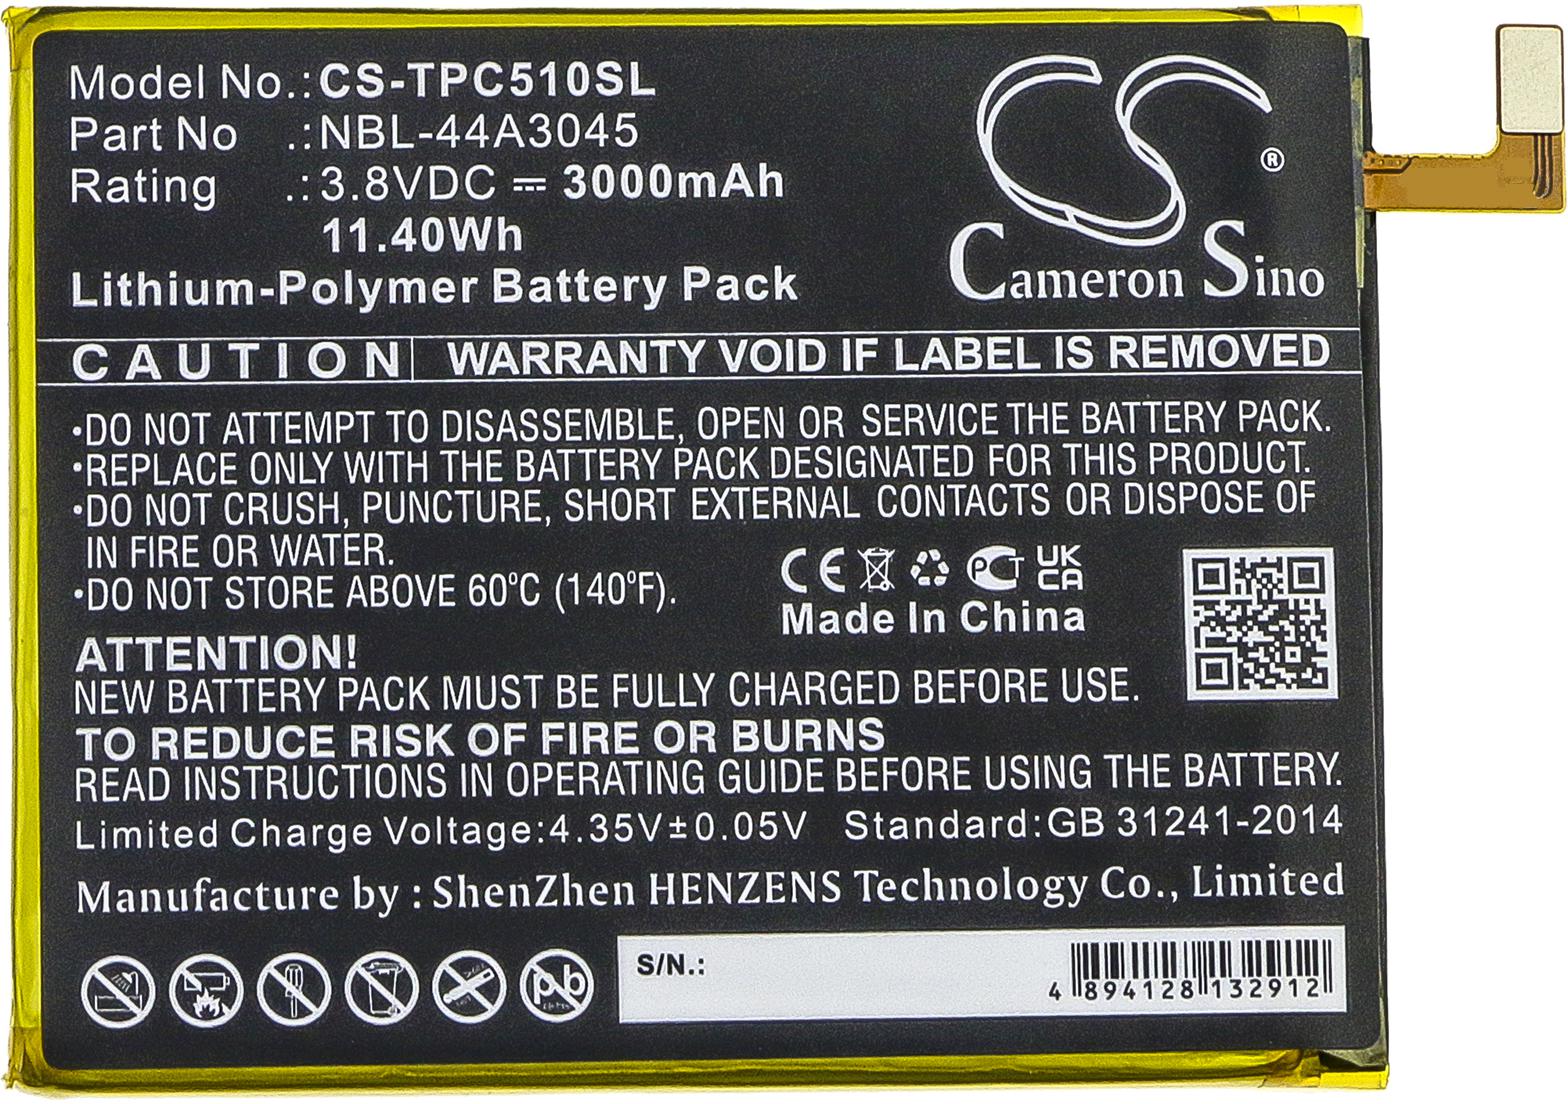 Model No.:CS-TPC510SL
Part No .:NBL-44A3045
Rating .:3.8VDC ⎓ 3000mAh
11.40Wh
Lithium-Polymer Battery Pack
®
Cameron Sino
CAUTION WARRANTY VOID IF LABEL IS REMOVED
•DO NOT ATTEMPT TO DISASSEMBLE, OPEN OR SERVICE THE BATTERY PACK.
•REPLACE ONLY WITH THE BATTERY PACK DESIGNATED FOR THIS PRODUCT.
•DO NOT CRUSH, PUNCTURE, SHORT EXTERNAL CONTACTS OR DISPOSE OF
IN FIRE OR WATER.
•DO NOT STORE ABOVE 60ºC (140ºF).
CE PCT UK
CA
Made In China
ATTENTION!
NEW BATTERY PACK MUST BE FULLY CHARGED BEFORE USE.
TO REDUCE RISK OF FIRE OR BURNS
READ INSTRUCTIONS IN OPERATING GUIDE BEFORE USING THE BATTERY.
Limited Charge Voltage:4.35V±0.05V Standard:GB 31241-2014
Manufacture by : ShenZhen HENZENS Technology Co., Limited
Pb
S/N.:
4 894128 132912